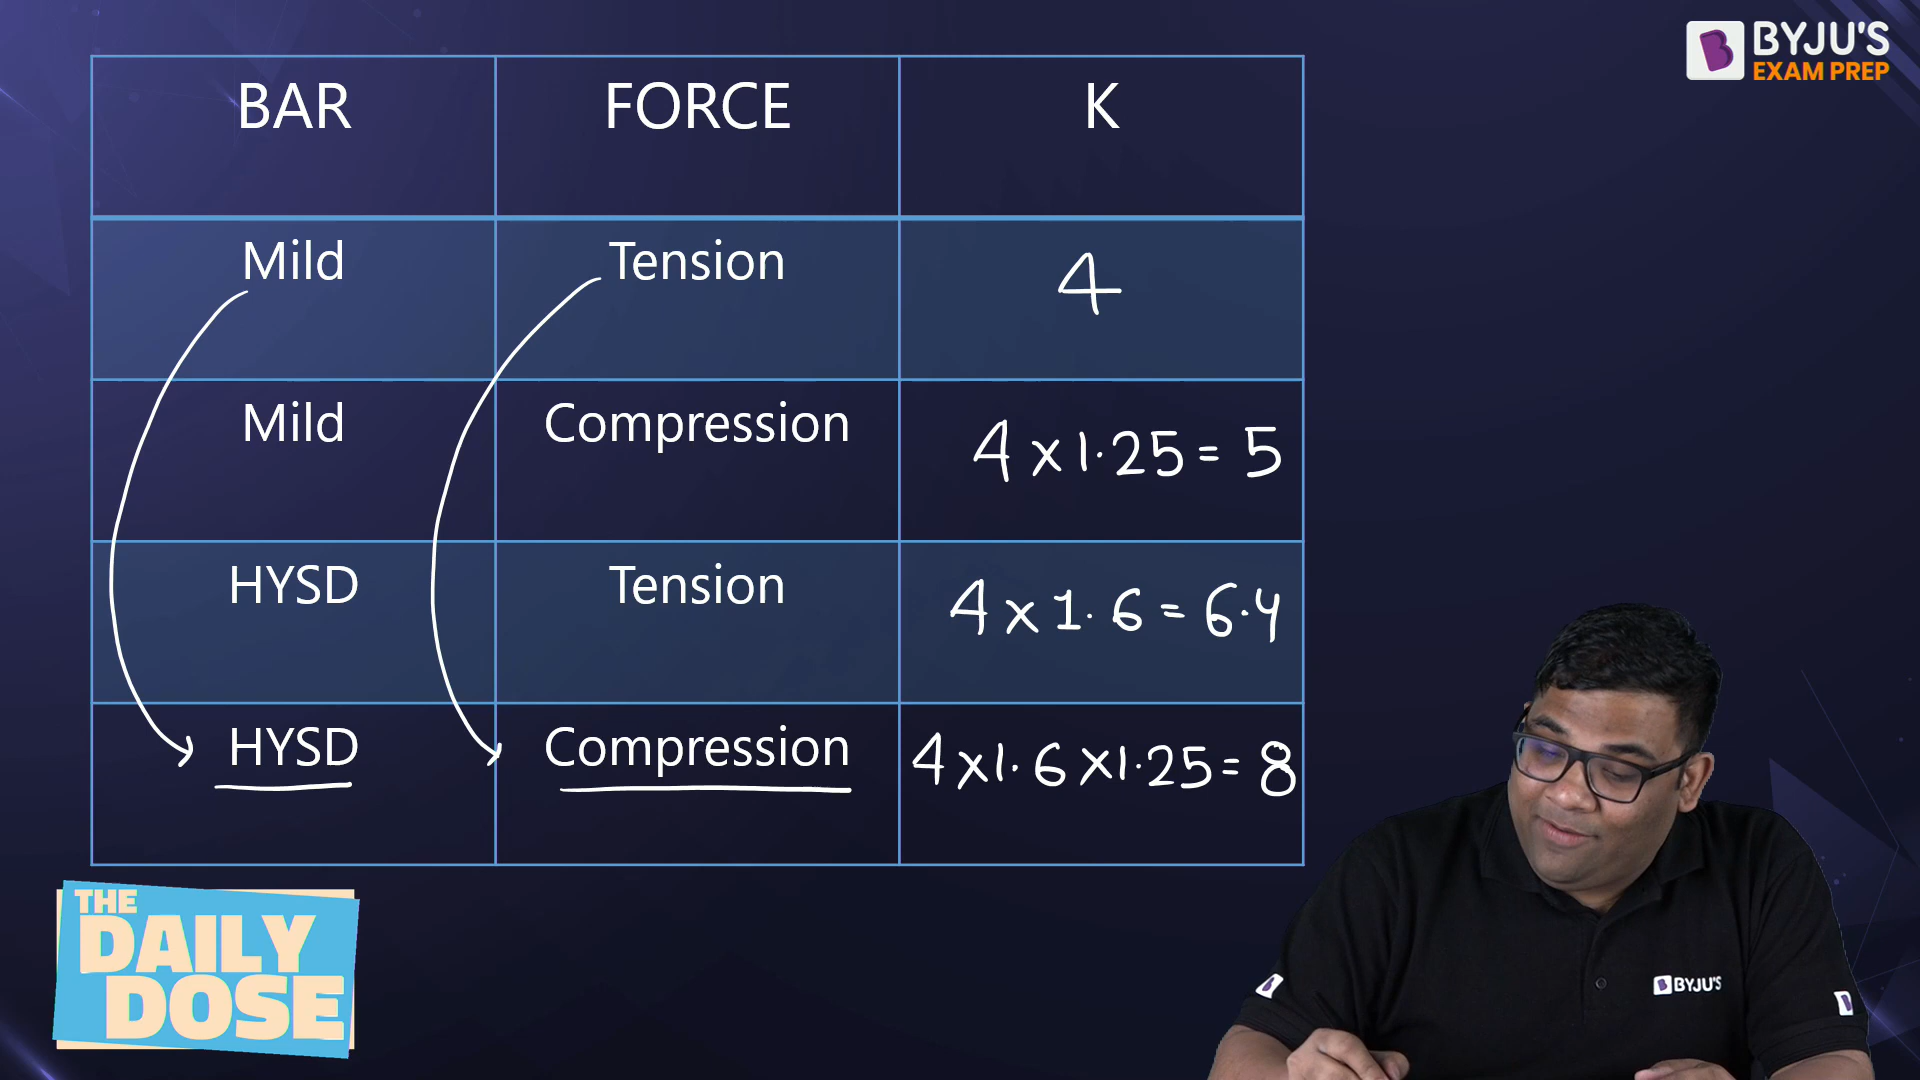 BYJU'S
EXAM PREP
BAR FORCE K
Mild Tension 4
Mild Compression 4 x 1.25 = 5
HYSD Tension 4 x 1.6 = 6.4
HYSD Compression 4 x 1.6 x 1.25 = 8
THE
DAILY
DOSE
BYJU'S